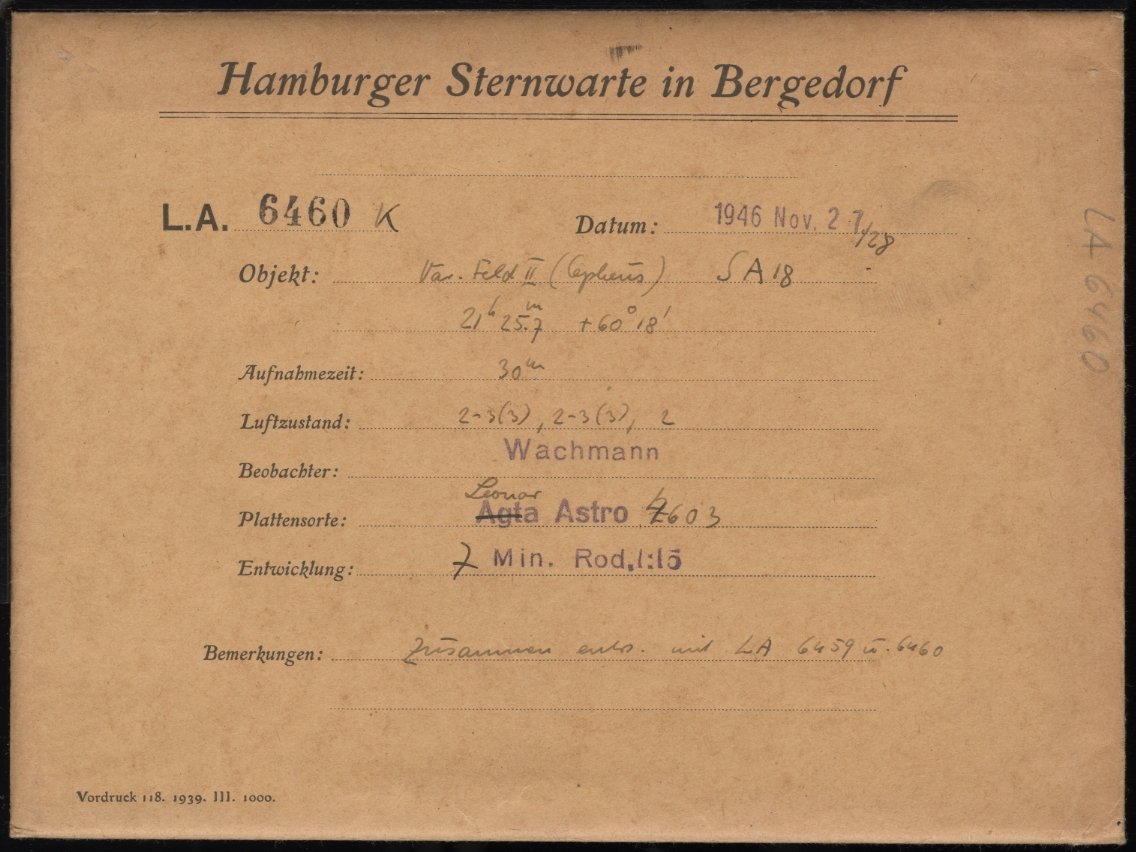 Hamburger Sternwarte in Bergedorf
L.A. 6460 K Datum: 1946 Nov. 27/28
Objekt: Var. Feld II (Cepheus) SA 18
21h 25.m7 +60° 18'
Aufnahmezeit: 30m
Luftzustand: 2-3(3), 2-3(3), 2
Wachmann
Beobachter:
Leonar
Plattensorte: Agfa Astro 4603
Entwicklung: 7 Min. Rod. 1:15
Bemerkungen: Zusammen entw. mit LA 6459 u. 6460
Vordruck 118. 1939. III. 1000.
LA 6460